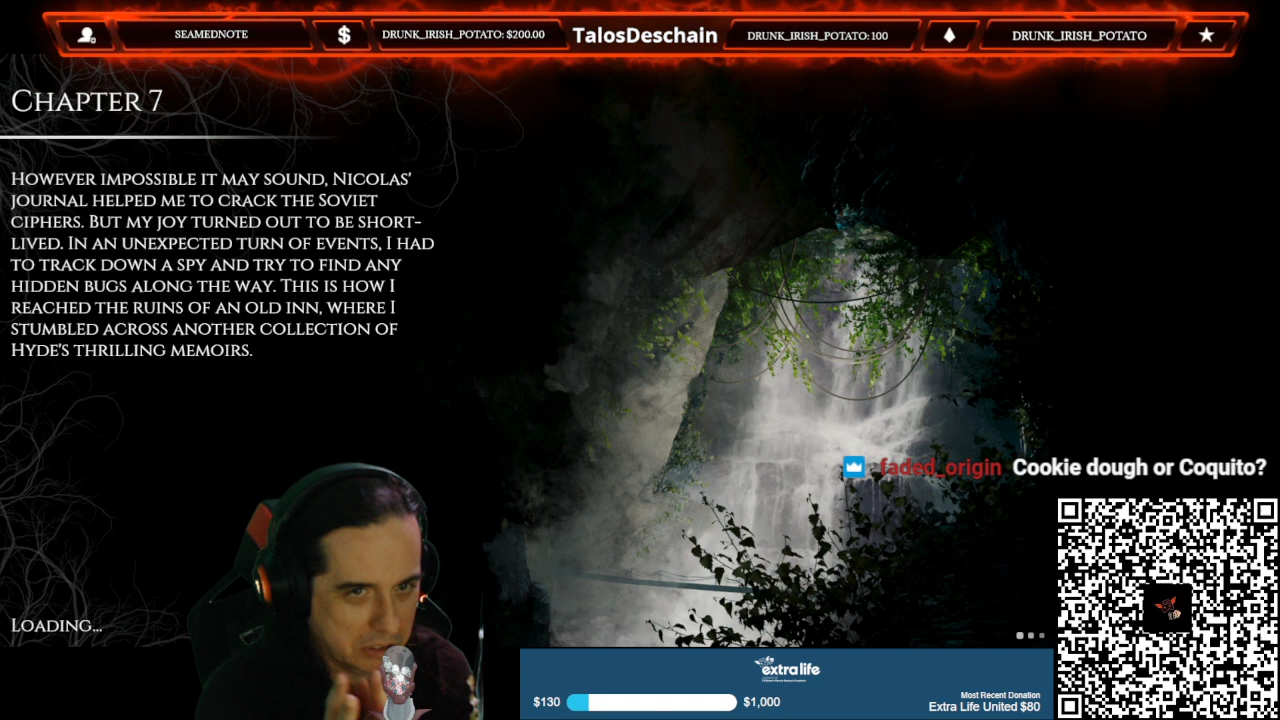 SEAMEDNOTE
$
DRUNK_IRISH_POTATO: $200.00
TalosDeschain
DRUNK_IRISH_POTATO: 100
DRUNK_IRISH_POTATO
Chapter 7
However impossible it may sound, Nicolas'
journal helped me to crack the Soviet
ciphers. But my joy turned out to be short-
lived. In an unexpected turn of events, I had
to track down a spy and try to find any
hidden bugs along the way. This is how I
reached the ruins of an old inn, where I
stumbled across another collection of
Hyde's thrilling memoirs.
faded_origin Cookie dough or Coquito?
Loading...
extralife
$130
$1,000
Most Recent Donation
Extra Life United $80